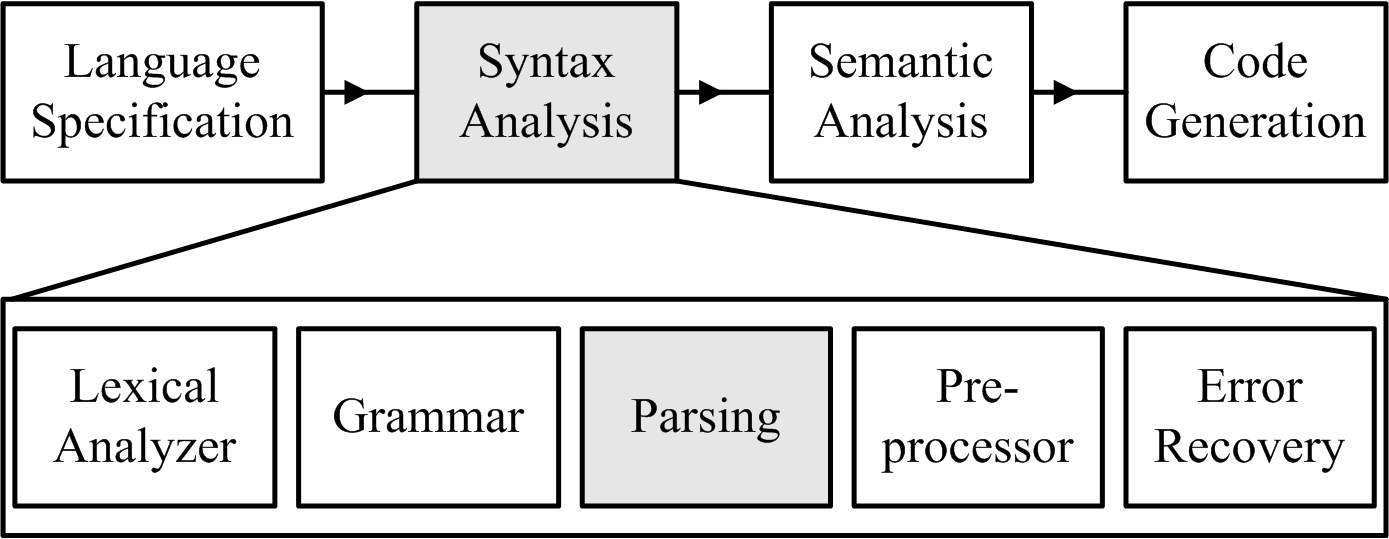 Language
Specification
Syntax
Analysis
Semantic
Analysis
Code
Generation
Lexical
Analyzer
Grammar
Parsing
Pre-
processor
Error
Recovery